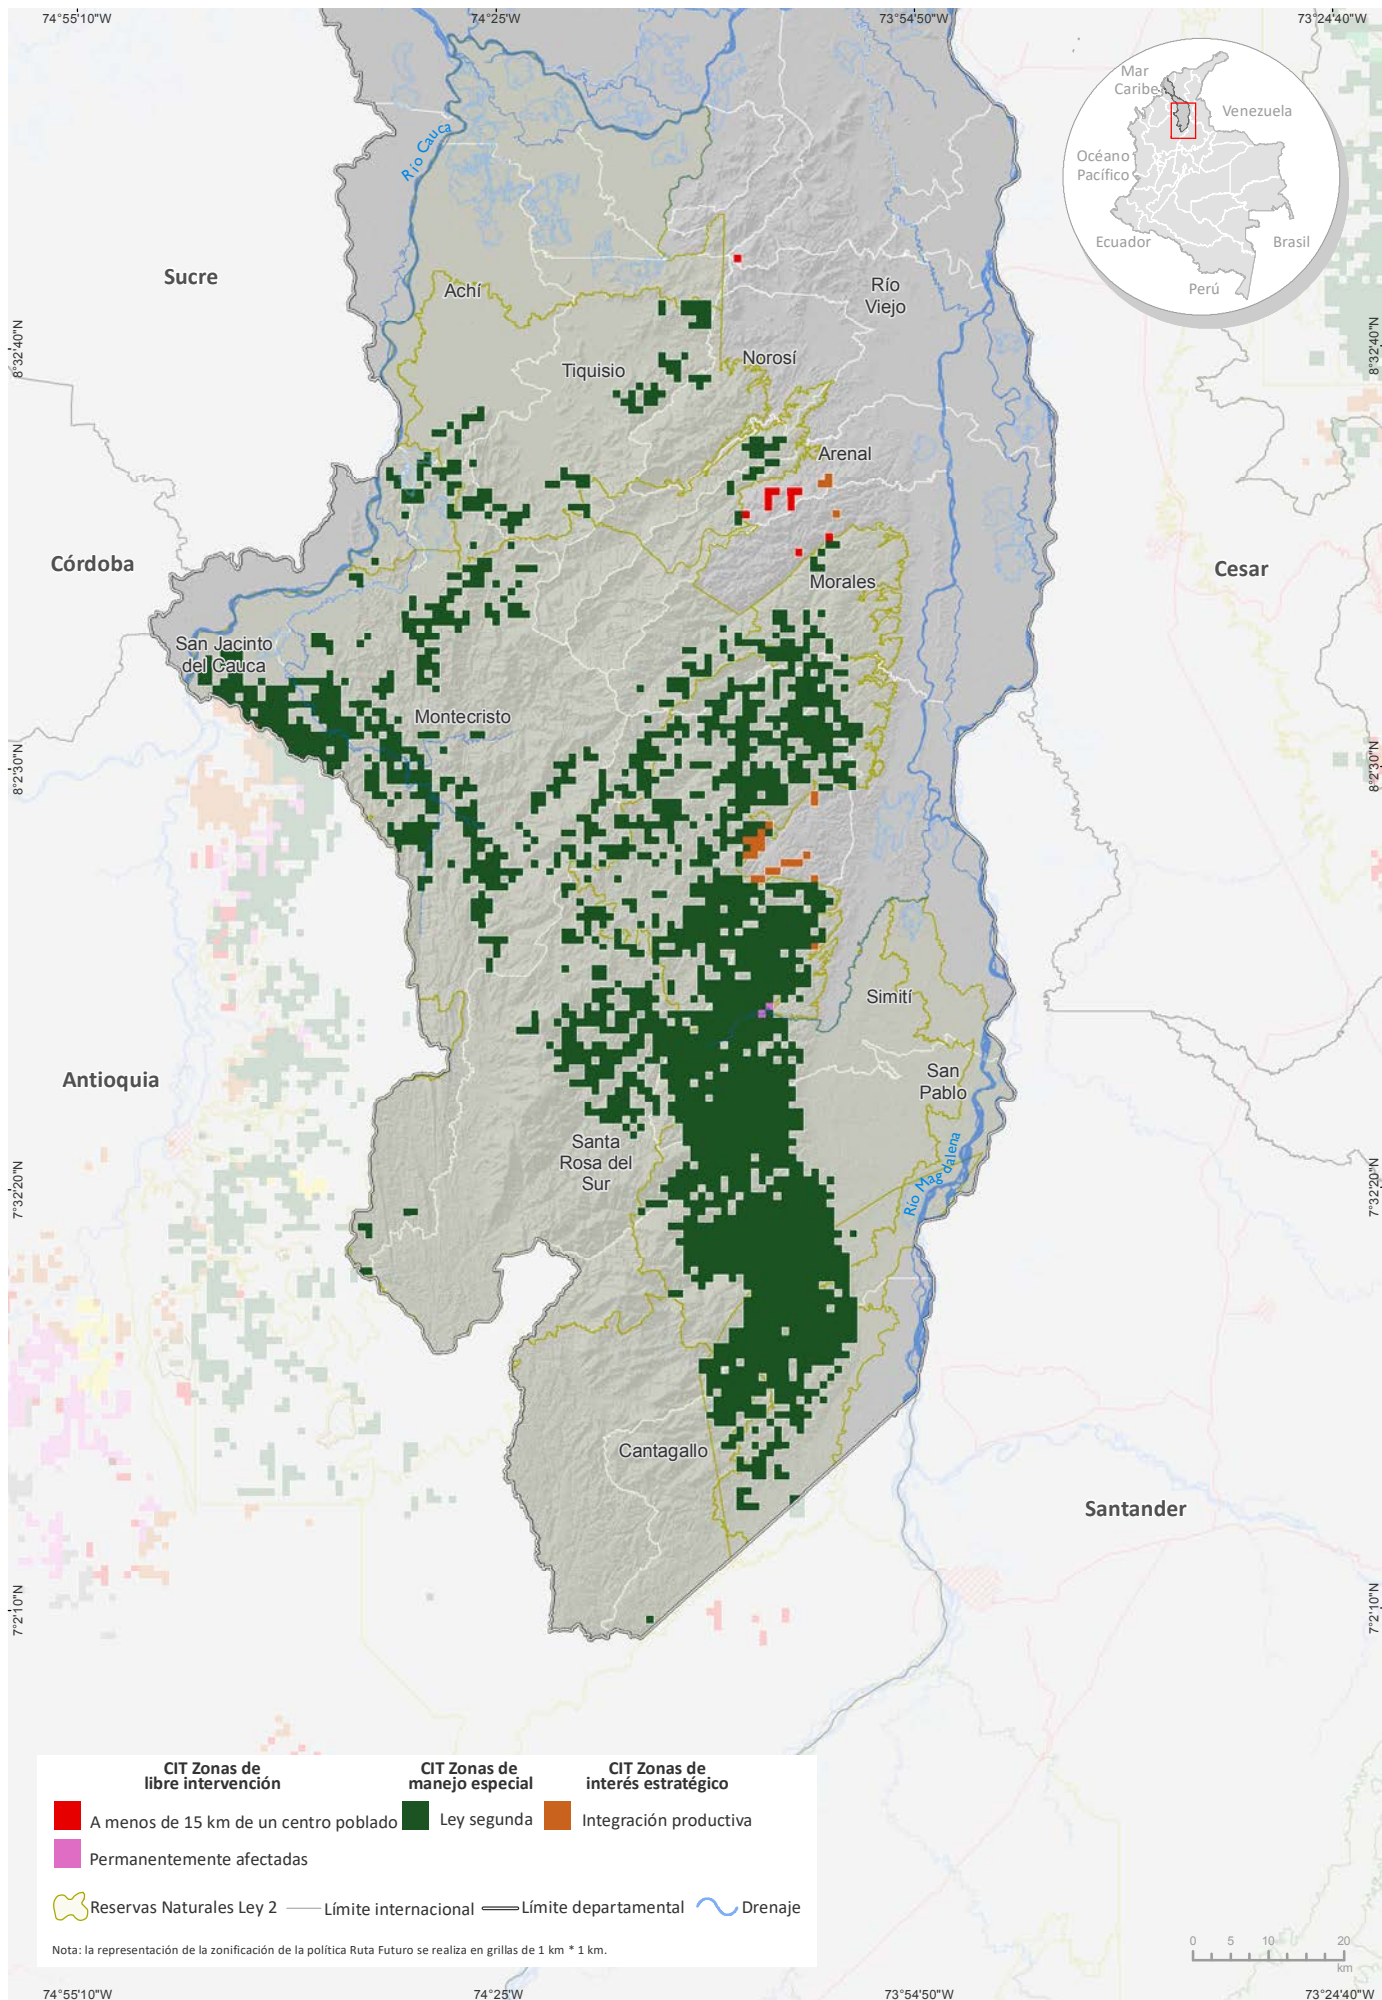 74°55'10"W
74°25'W
73°54'50"W
73°24'40"W
Mar
Caribe
Venezuela
Océano
Pacífico
Ecuador
Brasil
Perú
Río Cauca
Sucre
Achí
Río
Viejo
8°32'40"N
8°32'40"N
Tiquisio
Norosí
Arenal
Córdoba
Cesar
Morales
San Jacinto
del Cauca
Montecristo
8°2'30"N
8°2'30"N
Simití
Antioquia
San
Pablo
Santa
Rosa del
Sur
Río Magdalena
7°32'20"N
7°32'20"N
Cantagallo
Santander
7°2'10"N
7°2'10"N
CIT Zonas de
libre intervención
CIT Zonas de
manejo especial
CIT Zonas de
interés estratégico
A menos de 15 km de un centro poblado
Ley segunda
Integración productiva
Permanentemente afectadas
Reservas Naturales Ley 2
Límite internacional
Límite departamental
Drenaje
Nota: la representación de la zonificación de la política Ruta Futuro se realiza en grillas de 1 km * 1 km.
0 5 10 20
km
74°55'10"W
74°25'W
73°54'50"W
73°24'40"W